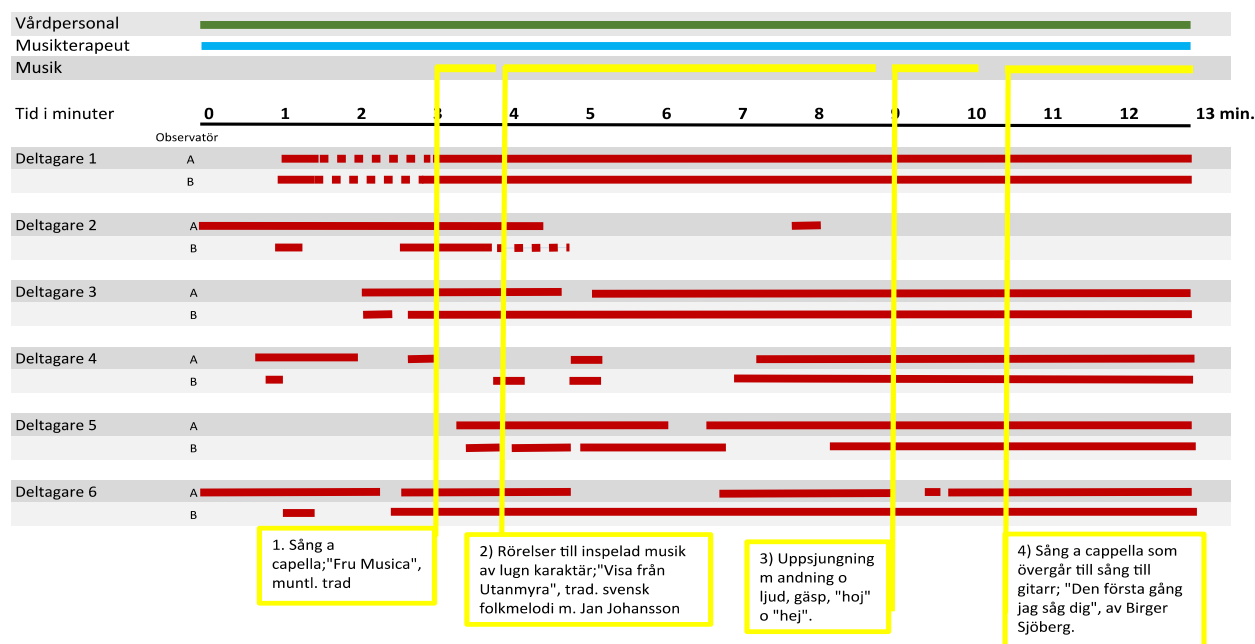 Vårdpersonal
Musikterapeut
Musik
Tid i minuter 0 1 2 3 4 5 6 7 8 9 10 11 12 13 min.
Observatör
Deltagare 1 A
B
Deltagare 2 A
B
Deltagare 3 A
B
Deltagare 4 A
B
Deltagare 5 A
B
Deltagare 6 A
B
1. Sång a
capella;"Fru Musica",
muntl. trad
2) Rörelser till inspelad musik
av lugn karaktär;"Visa från
Utanmyra", trad. svensk
folkmelodi m. Jan Johansson
3) Uppsjungning
m andning o
ljud, gäsp, "hoj"
o "hej".
4) Sång a cappella som
övergår till sång till
gitarr; "Den första gång
jag såg dig", av Birger
Sjöberg.